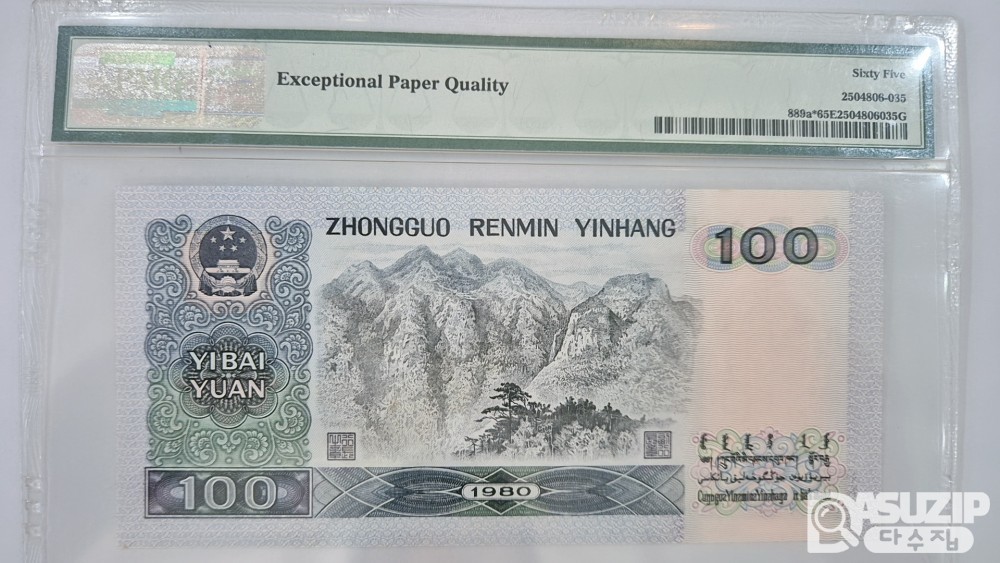 Exceptional Paper Quality
Sixty Five
2504806-035
889a*65E2504806035G
ZHONGGUO RENMIN YINHANG
100
YIBAI
YUAN
100
1980
ASUZIP
다수집